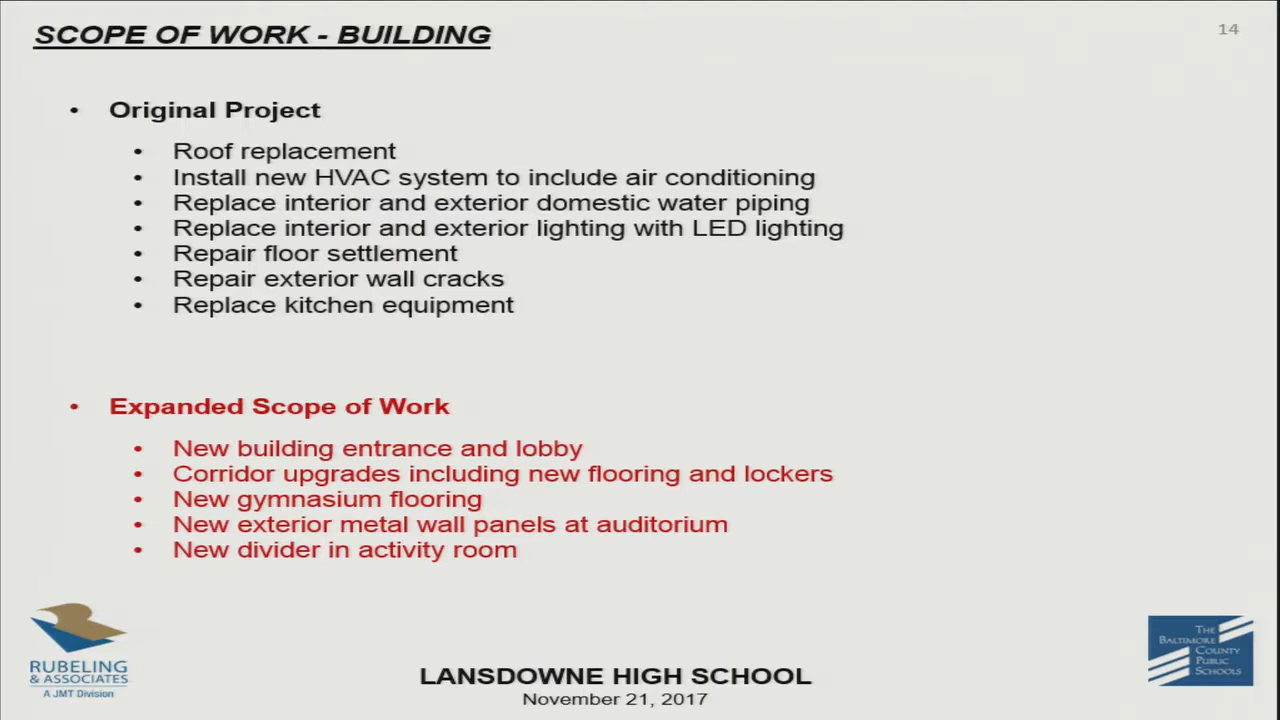 SCOPE OF WORK - BUILDING
14
• Original Project
• Roof replacement
• Install new HVAC system to include air conditioning
• Replace interior and exterior domestic water piping
• Replace interior and exterior lighting with LED lighting
• Repair floor settlement
• Repair exterior wall cracks
• Replace kitchen equipment
• Expanded Scope of Work
• New building entrance and lobby
• Corridor upgrades including new flooring and lockers
• New gymnasium flooring
• New exterior metal wall panels at auditorium
• New divider in activity room
RUBELING
& ASSOCIATES
A JMT Division
LANSDOWNE HIGH SCHOOL
November 21, 2017
THE
BALTIMORE
COUNTY
PUBLIC
SCHOOLS